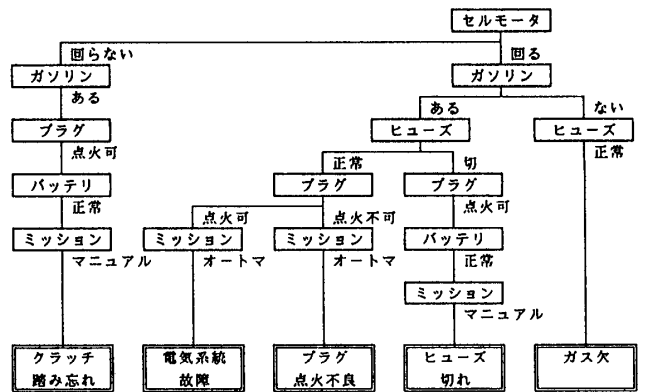 セルモータ
回らない
回る
ガソリン
ガソリン
ある
ある
ない
プラグ
ヒューズ
ヒューズ
点火可
正常
切
正常
バッテリ
プラグ
プラグ
正常
点火可
点火不可
点火可
ミッション
ミッション
ミッション
バッテリ
マニュアル
オートマ
オートマ
正常
ミッション
マニュアル
クラッチ
踏み忘れ
電気系統
故障
プラグ
点火不良
ヒューズ
切れ
ガス欠